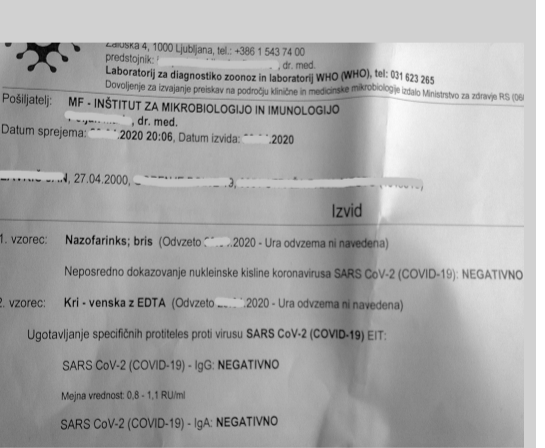 Zaloška 4, 1000 Ljubljana, tel.: +386 1 543 74 00
predstojnik: , dr. med.
Laboratorij za diagnostiko zoonoz in laboratorij WHO (WHO), tel: 031 623 265
Dovoljenje za izvajanje preiskav na področju klinične in medicinske mikrobiologije izdalo Ministrstvo za zdravje RS (06
Pošiljatelj: MF - INŠTITUT ZA MIKROBIOLOGIJO IN IMUNOLOGIJO
, dr. med.
Datum sprejema: .2020 20:06, Datum izvida: .2020
, 27.04.2000,
Izvid
1. vzorec: Nazofarinks; bris (Odvzeto .2020 - Ura odvzema ni navedena)
Neposredno dokazovanje nukleinske kisline koronavirusa SARS CoV-2 (COVID-19): NEGATIVNO
2. vzorec: Kri - venska z EDTA (Odvzeto .2020 - Ura odvzema ni navedena)
Ugotavljanje specifičnih protiteles proti virusu SARS CoV-2 (COVID-19) EIT:
SARS CoV-2 (COVID-19) - IgG: NEGATIVNO
Mejna vrednost: 0,8 - 1,1 RU/ml
SARS CoV-2 (COVID-19) - IgA: NEGATIVNO